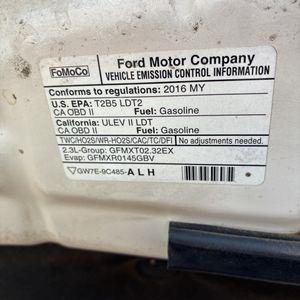 FoMoCo
Ford Motor Company
VEHICLE EMISSION CONTROL INFORMATION
Conforms to regulations: 2016 MY
U.S. EPA: T2B5 LDT2
CA OBD II Fuel: Gasoline
California: ULEV II LDT
CA OBD II Fuel: Gasoline
TWC/HO2S/WR-HO2S/CAC/TC/DFI No adjustments needed.
2.3L-Group: GFMXT02.32EX
Evap: GFMXR0145GBV
GW7E-9C485-A L H